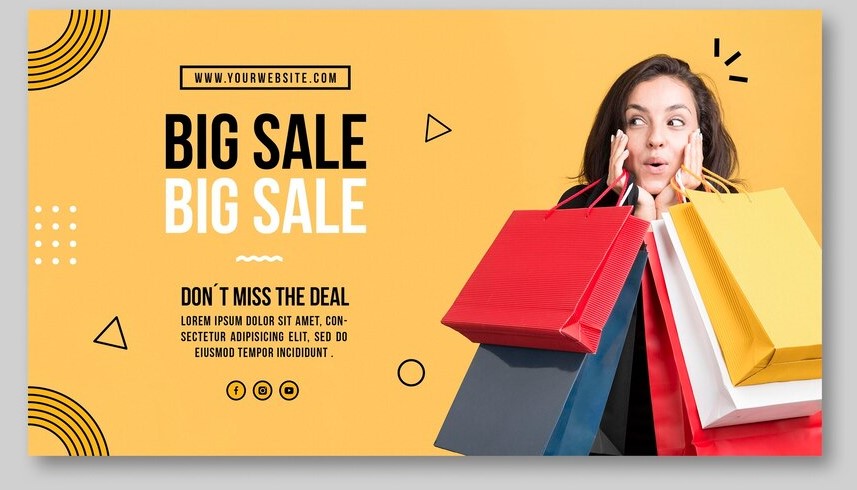 WWW.YOURWEBSITE.COM
BIG SALE
BIG SALE
DON´T MISS THE DEAL
LOREM IPSUM DOLOR SIT AMET, CON-
SECTETUR ADIPISICING ELIT, SED DO
EIUSMOD TEMPOR INCIDIDUNT .